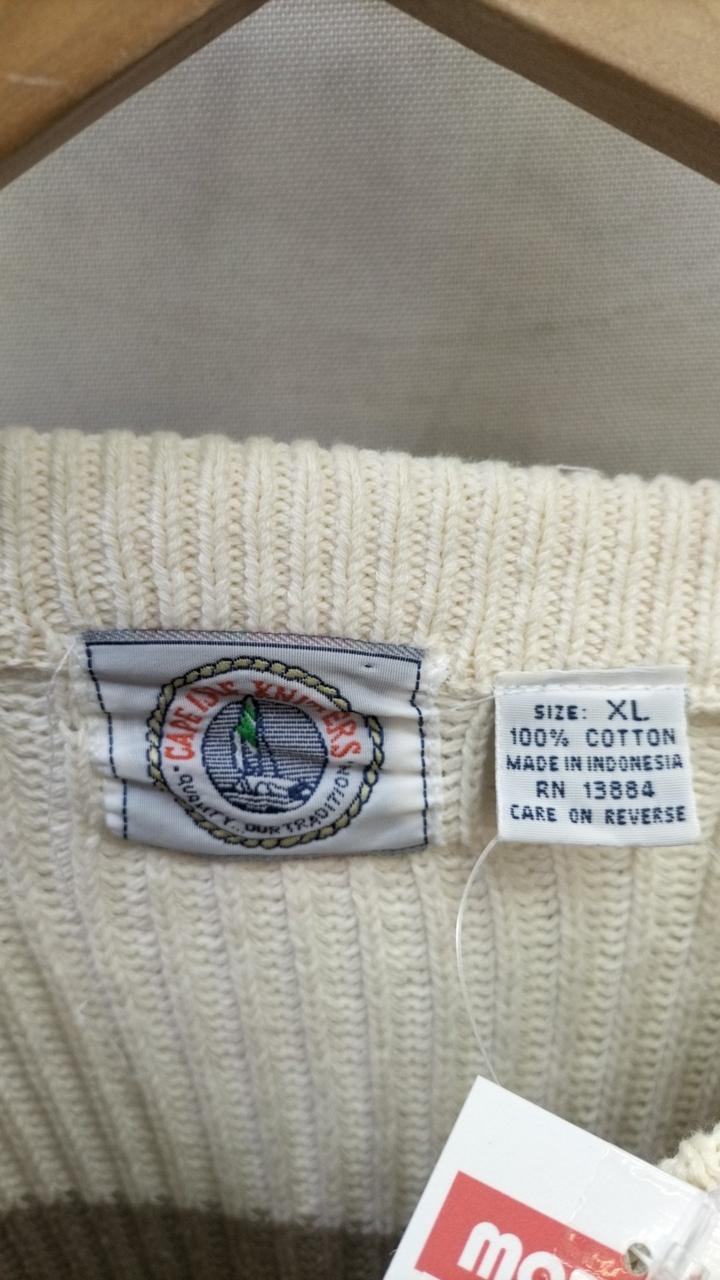 CAPE ISLE KNITTERS
· QUALITY...OUR TRADITION ·
SIZE: XL
100% COTTON
MADE IN INDONESIA
RN 13884
CARE ON REVERSE